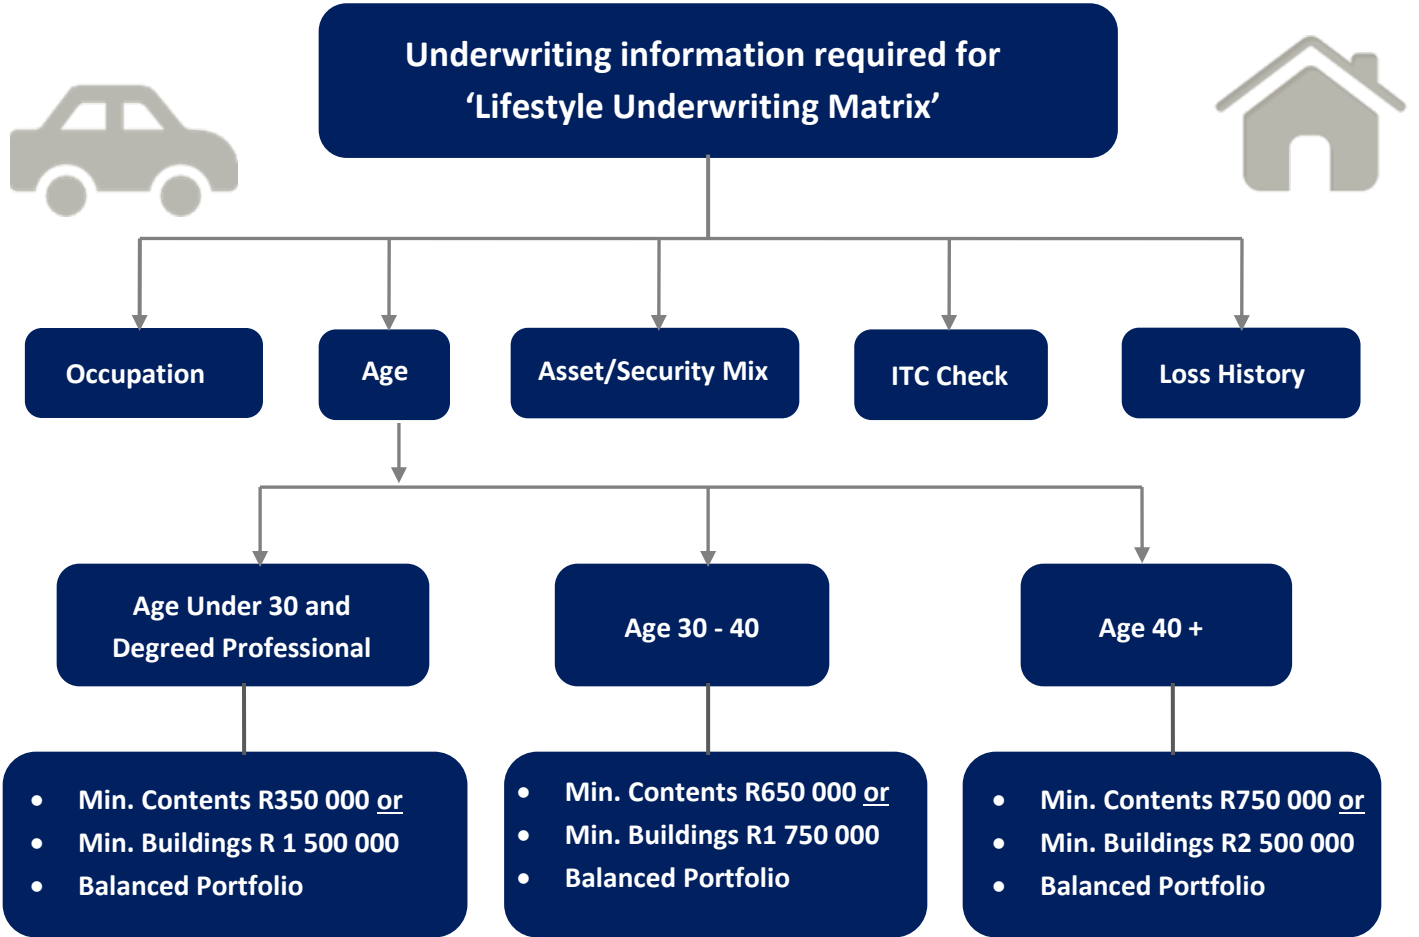 Underwriting information required for
‘Lifestyle Underwriting Matrix’
Occupation
Age
Asset/Security Mix
ITC Check
Loss History
Age Under 30 and
Degreed Professional
Age 30 - 40
Age 40 +
• Min. Contents R350 000 or
• Min. Buildings R 1 500 000
• Balanced Portfolio
• Min. Contents R650 000 or
• Min. Buildings R1 750 000
• Balanced Portfolio
• Min. Contents R750 000 or
• Min. Buildings R2 500 000
• Balanced Portfolio